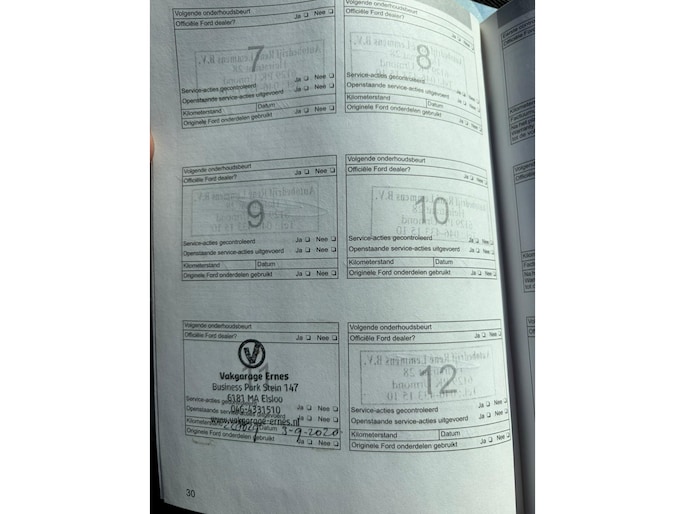 Volgende onderhoudsbeurt
Officiële Ford dealer? Ja Nee
7
Service-acties gecontroleerd Ja Nee
Openstaande service-acties uitgevoerd Ja Nee
Kilometerstand Datum
Originele Ford onderdelen gebruikt Ja Nee
Volgende onderhoudsbeurt
Officiële Ford dealer? Ja Nee
8
Service-acties gecontroleerd Ja Nee
Openstaande service-acties uitgevoerd Ja Nee
Kilometerstand Datum
Originele Ford onderdelen gebruikt Ja Nee
Volgende onderhoudsbeurt
Officiële Ford dealer? Ja Nee
9
Service-acties gecontroleerd Ja Nee
Openstaande service-acties uitgevoerd Ja Nee
Kilometerstand Datum
Originele Ford onderdelen gebruikt Ja Nee
Volgende onderhoudsbeurt
Officiële Ford dealer? Ja Nee
10
Service-acties gecontroleerd Ja Nee
Openstaande service-acties uitgevoerd Ja Nee
Kilometerstand Datum
Originele Ford onderdelen gebruikt Ja Nee
Volgende onderhoudsbeurt
Officiële Ford dealer? Ja Nee
Vakgarage Ernes
Business Park Stein 147
6181 MA Elsloo
046-4331510
Service-acties gecontroleerd Ja Nee
Openstaande service-acties uitgevoerd Ja Nee
www.vakgarage-ernes.nl
Kilometerstand Datum 3-9-2020
Originele Ford onderdelen gebruikt Ja Nee
Volgende onderhoudsbeurt
Officiële Ford dealer? Ja Nee
12
Service-acties gecontroleerd Ja Nee
Openstaande service-acties uitgevoerd Ja Nee
Kilometerstand Datum
Originele Ford onderdelen gebruikt Ja Nee
30